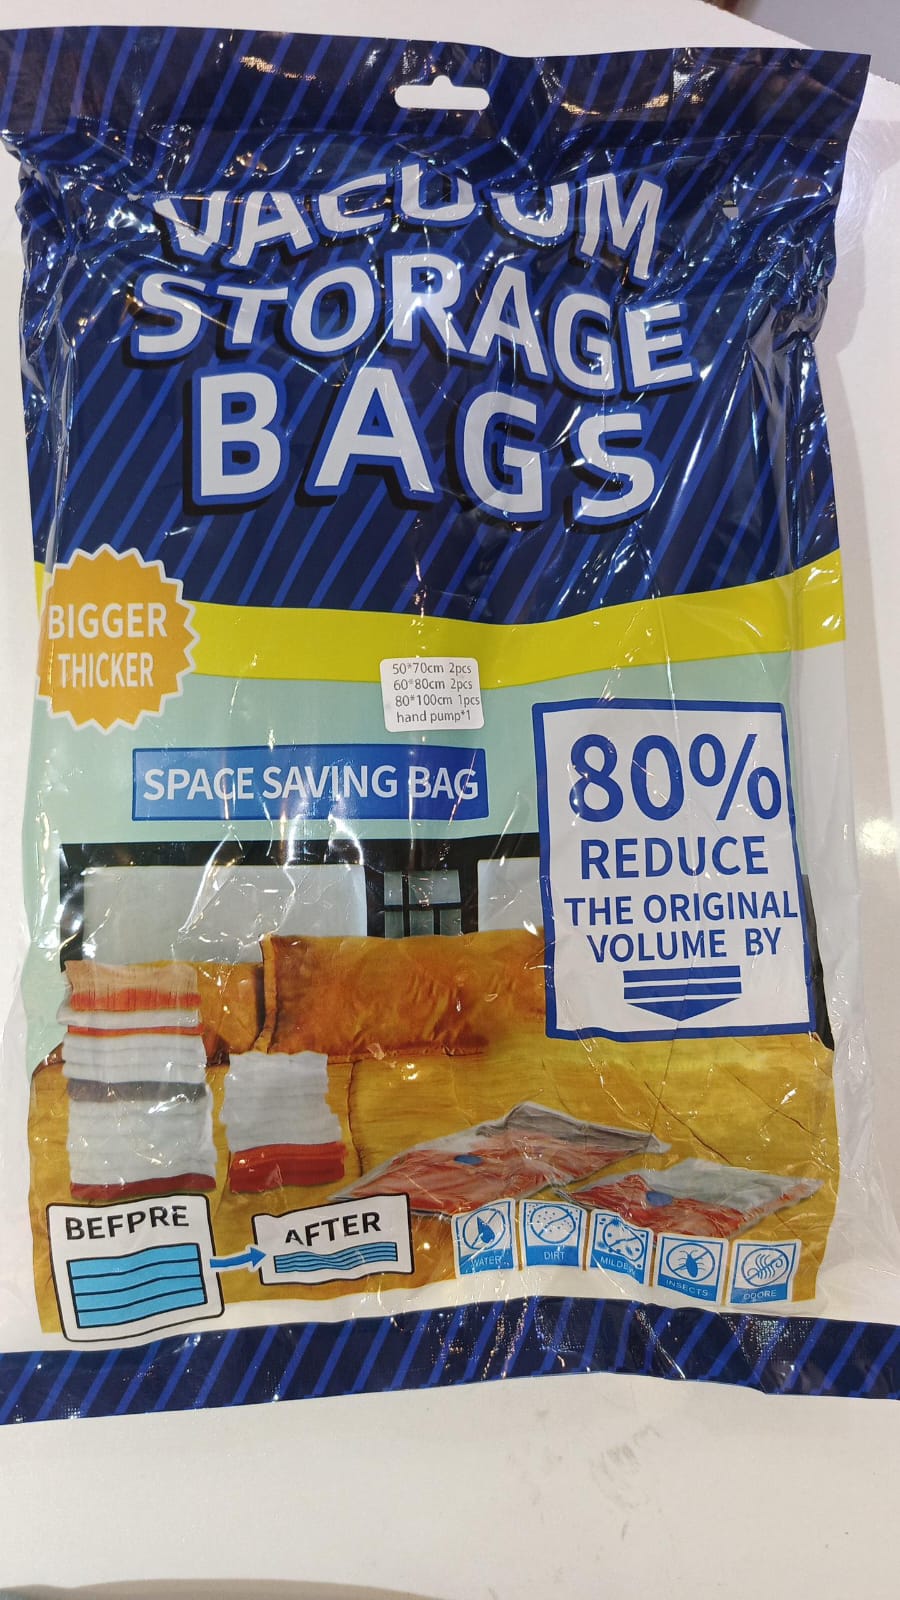 VACUUM
STORAGE
BAGS
BIGGER
THICKER
50*70cm 2pcs
60*80cm 2pcs
80*100cm 1pcs
hand pump*1
SPACE SAVING BAG
80%
REDUCE
THE ORIGINAL
VOLUME BY
BEFPRE
AFTER
WATER
DIRT
MILDEW
INSECTS
ODORE